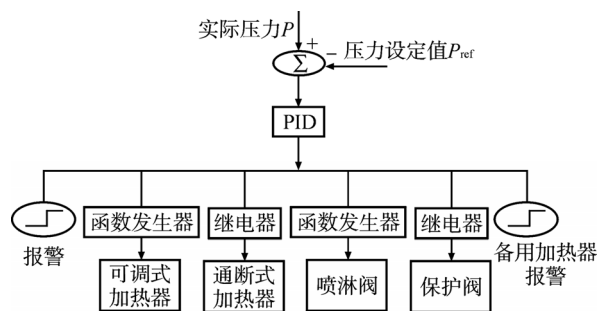 实际压力P
+
− 压力设定值Pref
Σ
PID
函数发生器 继电器 函数发生器 继电器
报警
备用加热器
报警
可调式
加热器
通断式
加热器
喷淋阀
保护阀